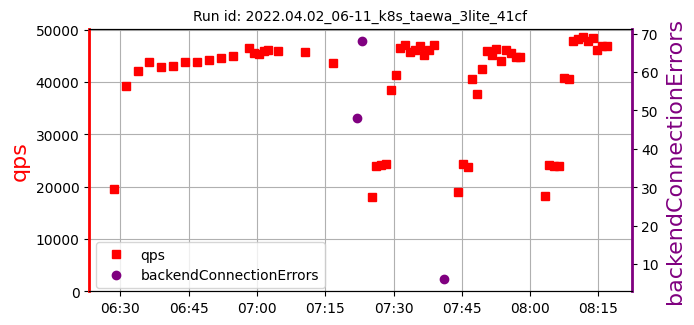 Run id: 2022.04.02_06-11_k8s_taewa_3lite_41cf
50000
40000
30000
20000
10000
0
qps
70
60
50
40
30
20
10
backendConnectionErrors
qps
backendConnectionErrors
06:30 06:45 07:00 07:15 07:30 07:45 08:00 08:15